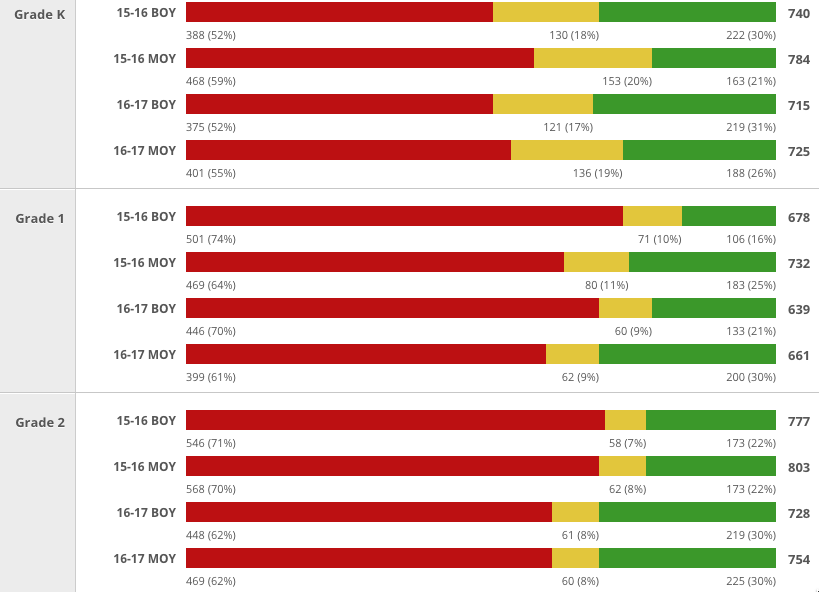 Grade K
15-16 BOY 740
388 (52%) 130 (18%) 222 (30%)
15-16 MOY 784
468 (59%) 153 (20%) 163 (21%)
16-17 BOY 715
375 (52%) 121 (17%) 219 (31%)
16-17 MOY 725
401 (55%) 136 (19%) 188 (26%)
Grade 1
15-16 BOY 678
501 (74%) 71 (10%) 106 (16%)
15-16 MOY 732
469 (64%) 80 (11%) 183 (25%)
16-17 BOY 639
446 (70%) 60 (9%) 133 (21%)
16-17 MOY 661
399 (61%) 62 (9%) 200 (30%)
Grade 2
15-16 BOY 777
546 (71%) 58 (7%) 173 (22%)
15-16 MOY 803
568 (70%) 62 (8%) 173 (22%)
16-17 BOY 728
448 (62%) 61 (8%) 219 (30%)
16-17 MOY 754
469 (62%) 60 (8%) 225 (30%)